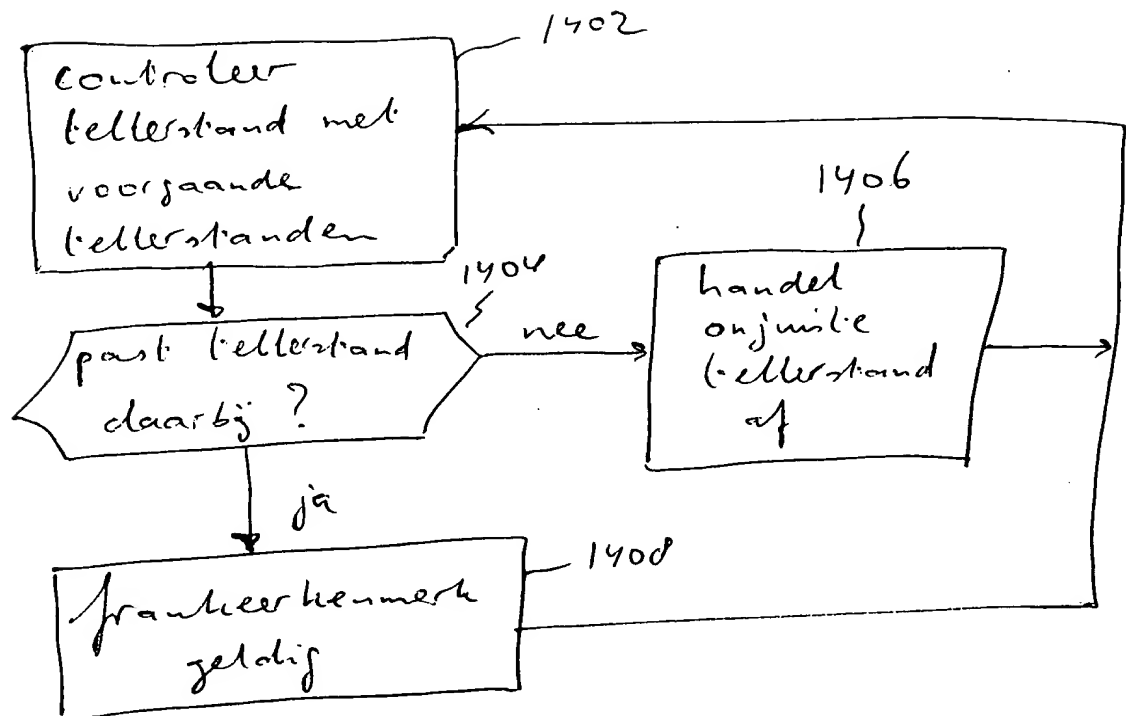 1402
controleer
tellerstand met
voorgaande
tellerstanden
1404
past tellerstand
daarbij?
nee
1406
handel
onjuiste
tellerstand
af
ja
1408
frankeerkenmerk
geldig